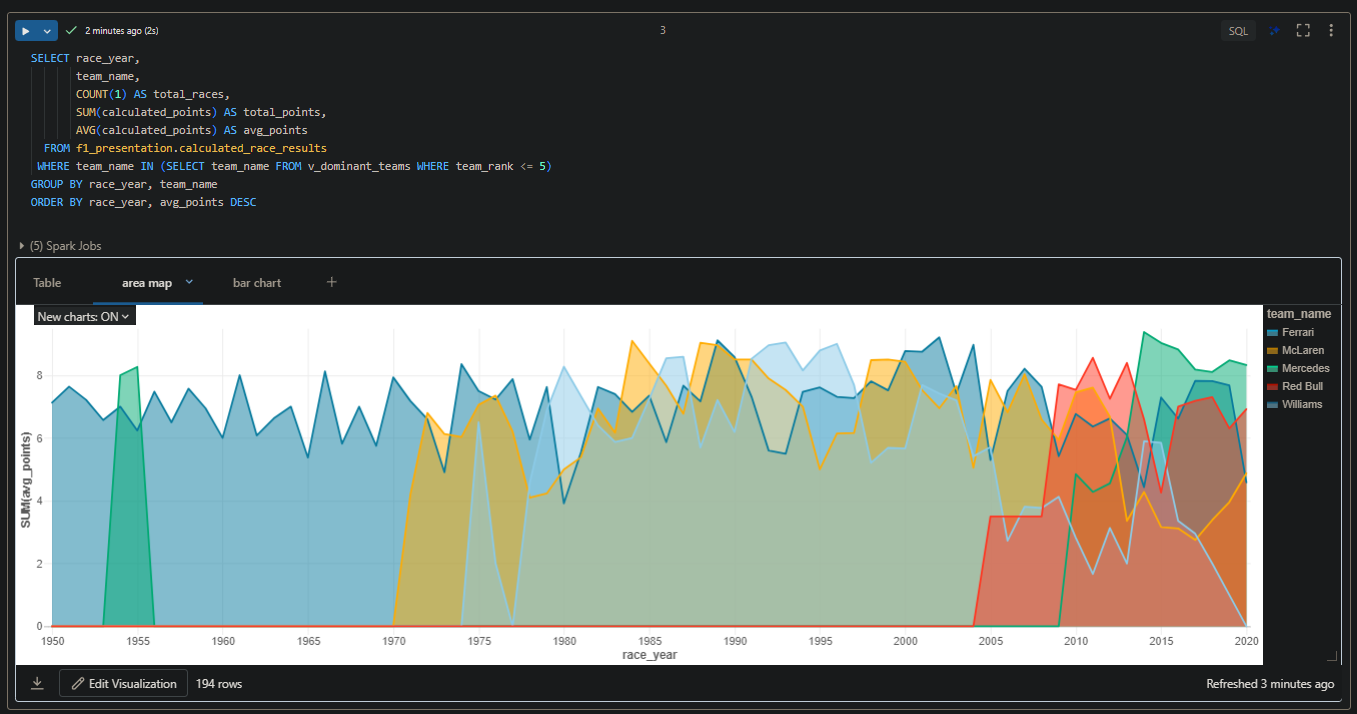 2 minutes ago (2s)
3
SQL
SELECT race_year,
team_name,
COUNT(1) AS total_races,
SUM(calculated_points) AS total_points,
AVG(calculated_points) AS avg_points
FROM f1_presentation.calculated_race_results
WHERE team_name IN (SELECT team_name FROM v_dominant_teams WHERE team_rank <= 5)
GROUP BY race_year, team_name
ORDER BY race_year, avg_points DESC
(5) Spark Jobs
Table
area map
bar chart
New charts: ON
team_name
Ferrari
McLaren
Mercedes
Red Bull
Williams
SUM(avg_points)
8
6
4
2
0
1950
1955
1960
1965
1970
1975
1980
1985
1990
1995
2000
2005
2010
2015
2020
race_year
Edit Visualization
194 rows
Refreshed 3 minutes ago